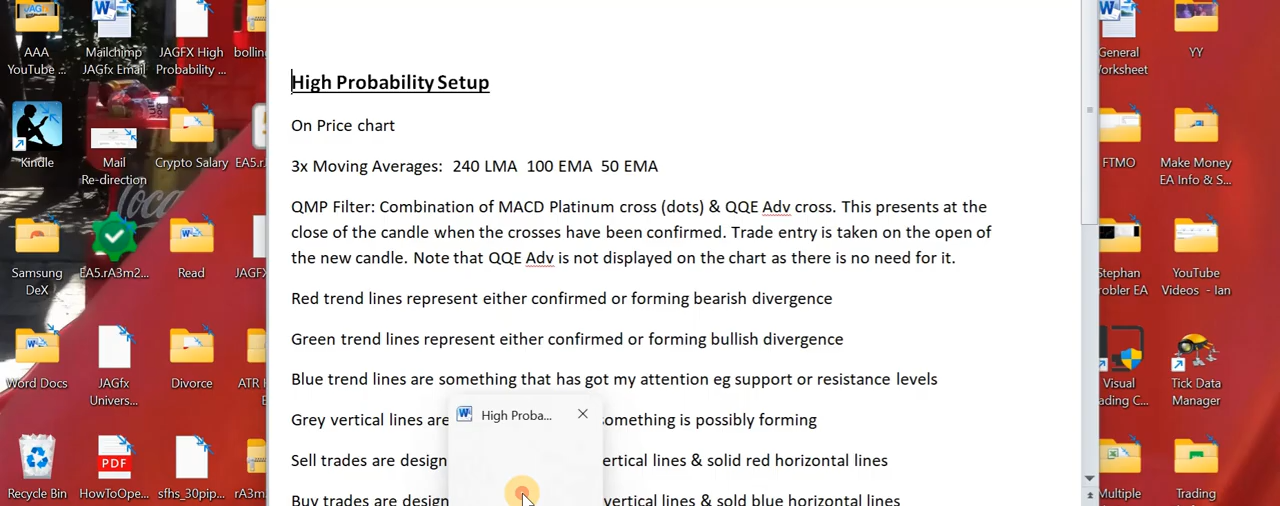 AAA
YouTube ...
Mailchimp
JAGfx Email
JAGFX High
Probability ...
Kindle
Mail
Re-direction
Crypto Salary
EA5.r
Samsung
DeX
EA5.rA3m2...
Read
JAGF
Word Docs
JAGfx
Univers...
Divorce
ATR
Recycle Bin
PDF
HowToOpe...
sfhs_30pip...
rA3m
High Probability Setup
On Price chart
3x Moving Averages: 240 LMA 100 EMA 50 EMA
QMP Filter: Combination of MACD Platinum cross (dots) & QQE Adv cross. This presents at the
close of the candle when the crosses have been confirmed. Trade entry is taken on the open of
the new candle. Note that QQE Adv is not displayed on the chart as there is no need for it.
Red trend lines represent either confirmed or forming bearish divergence
Green trend lines represent either confirmed or forming bullish divergence
Blue trend lines are something that has got my attention eg support or resistance levels
Grey vertical lines are something is possibly forming
High Proba...
Sell trades are design ertical lines & solid red horizontal lines
Buy trades are design vertical lines & sold blue horizontal lines
General
Worksheet
YY
FTMO
Make Money
EA Info & S...
Stephan
YouTube
Videos - Ian
Visual
Tick Data
Manager
Multiple
Trading